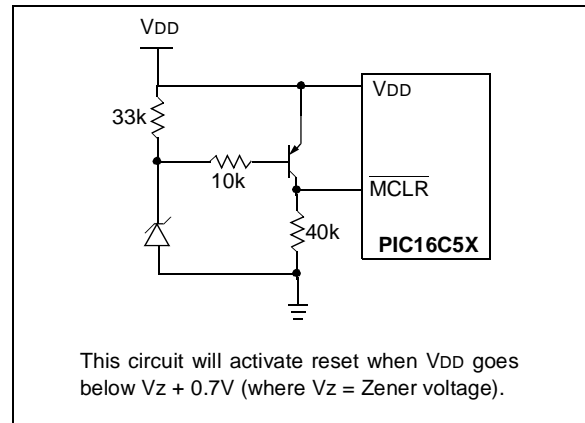 VDD
VDD
33k
10k
MCLR
40k
PIC16C5X
This circuit will activate reset when VDD goes
below Vz + 0.7V (where Vz = Zener voltage).